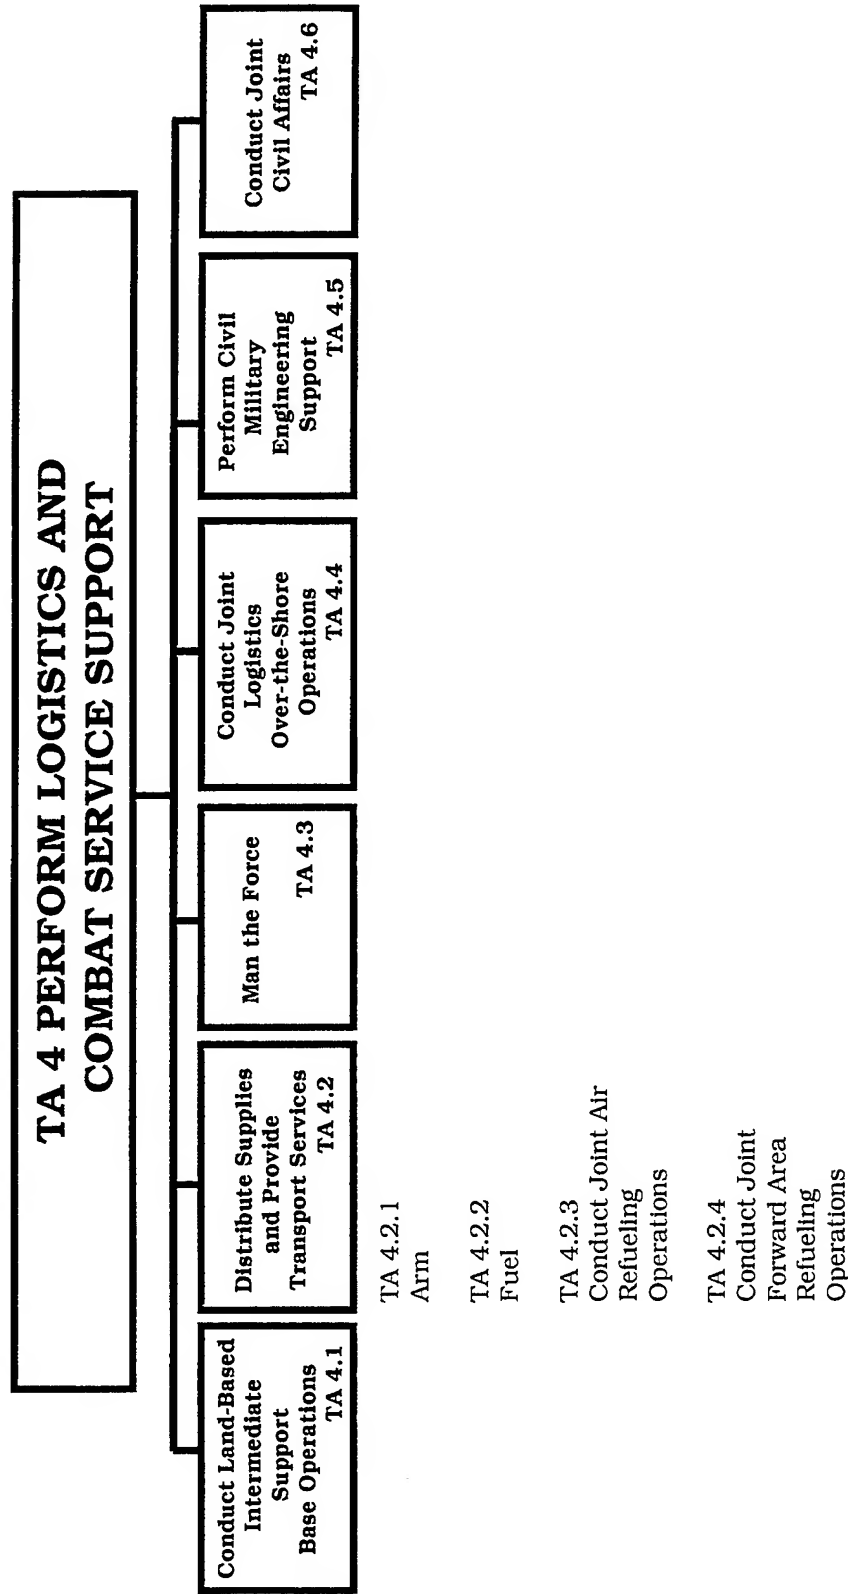 TA 4 PERFORM LOGISTICS AND
COMBAT SERVICE SUPPORT
Conduct Land-Based
Intermediate
Support
Base Operations
TA 4.1
Distribute Supplies
and Provide
Transport Services
TA 4.2
Man the Force
TA 4.3
Conduct Joint
Logistics
Over-the-Shore
Operations
TA 4.4
Perform Civil
Military
Engineering
Support
TA 4.5
Conduct Joint
Civil Affairs
TA 4.6
TA 4.2.1
Arm
TA 4.2.2
Fuel
TA 4.2.3
Conduct Joint Air
Refueling
Operations
TA 4.2.4
Conduct Joint
Forward Area
Refueling
Operations